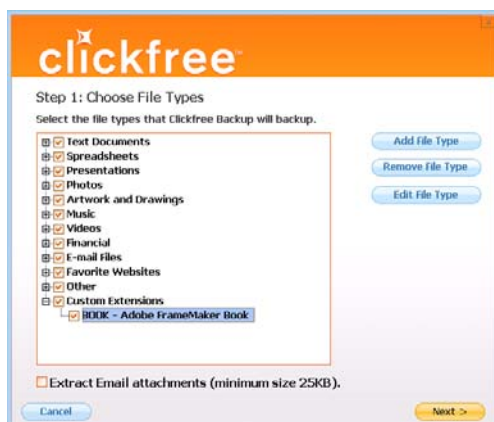 clickfree™
Step 1: Choose File Types
Select the file types that Clickfree Backup will backup.
Text Documents
Spreadsheets
Presentations
Photos
Artwork and Drawings
Music
Videos
Financial
E-mail Files
Favorite Websites
Other
Custom Extensions
BOOK - Adobe FrameMaker Book
Add File Type
Remove File Type
Edit File Type
Extract Email attachments (minimum size 25KB).
Cancel
Next >